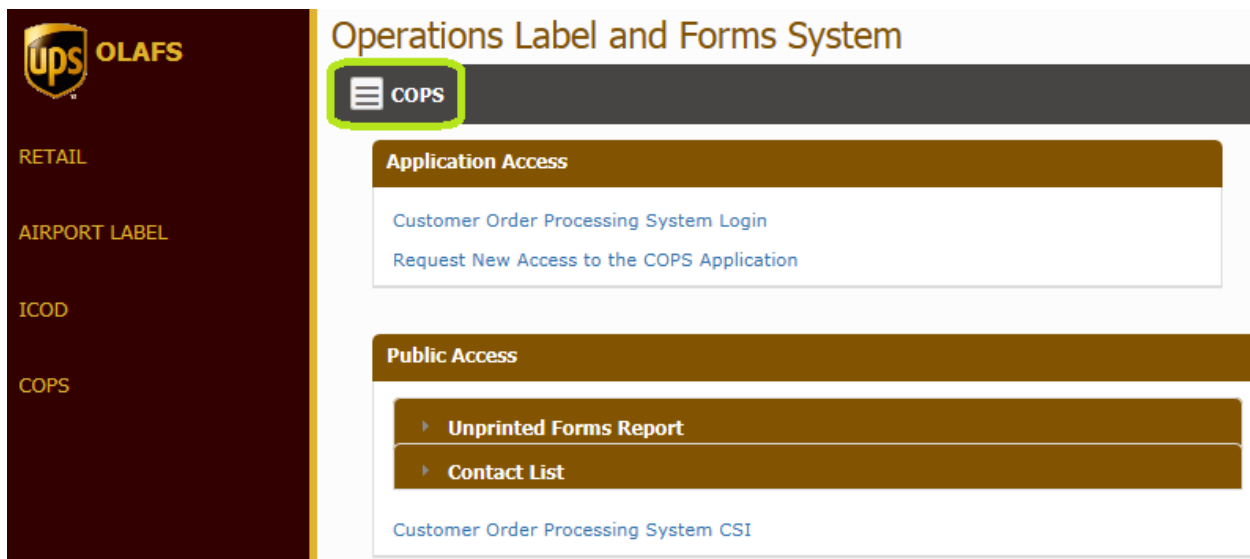 ups OLAFS
RETAIL
AIRPORT LABEL
ICOD
COPS
Operations Label and Forms System
COPS
Application Access
Customer Order Processing System Login
Request New Access to the COPS Application
Public Access
Unprinted Forms Report
Contact List
Customer Order Processing System CSI